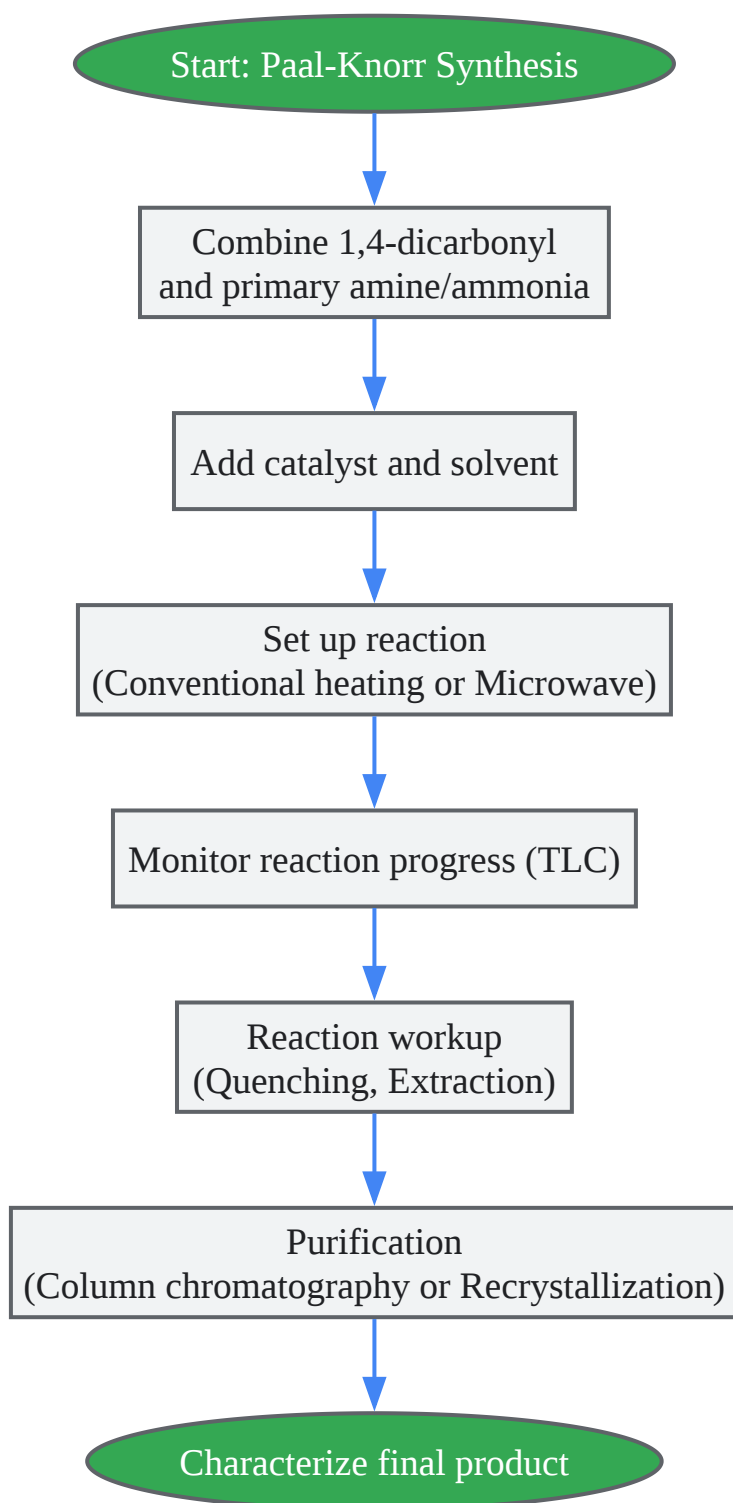 Start: Paal-Knorr Synthesis
Combine 1,4-dicarbonyl
and primary amine/ammonia
Add catalyst and solvent
Set up reaction
(Conventional heating or Microwave)
Monitor reaction progress (TLC)
Reaction workup
(Quenching, Extraction)
Purification
(Column chromatography or Recrystallization)
Characterize final product